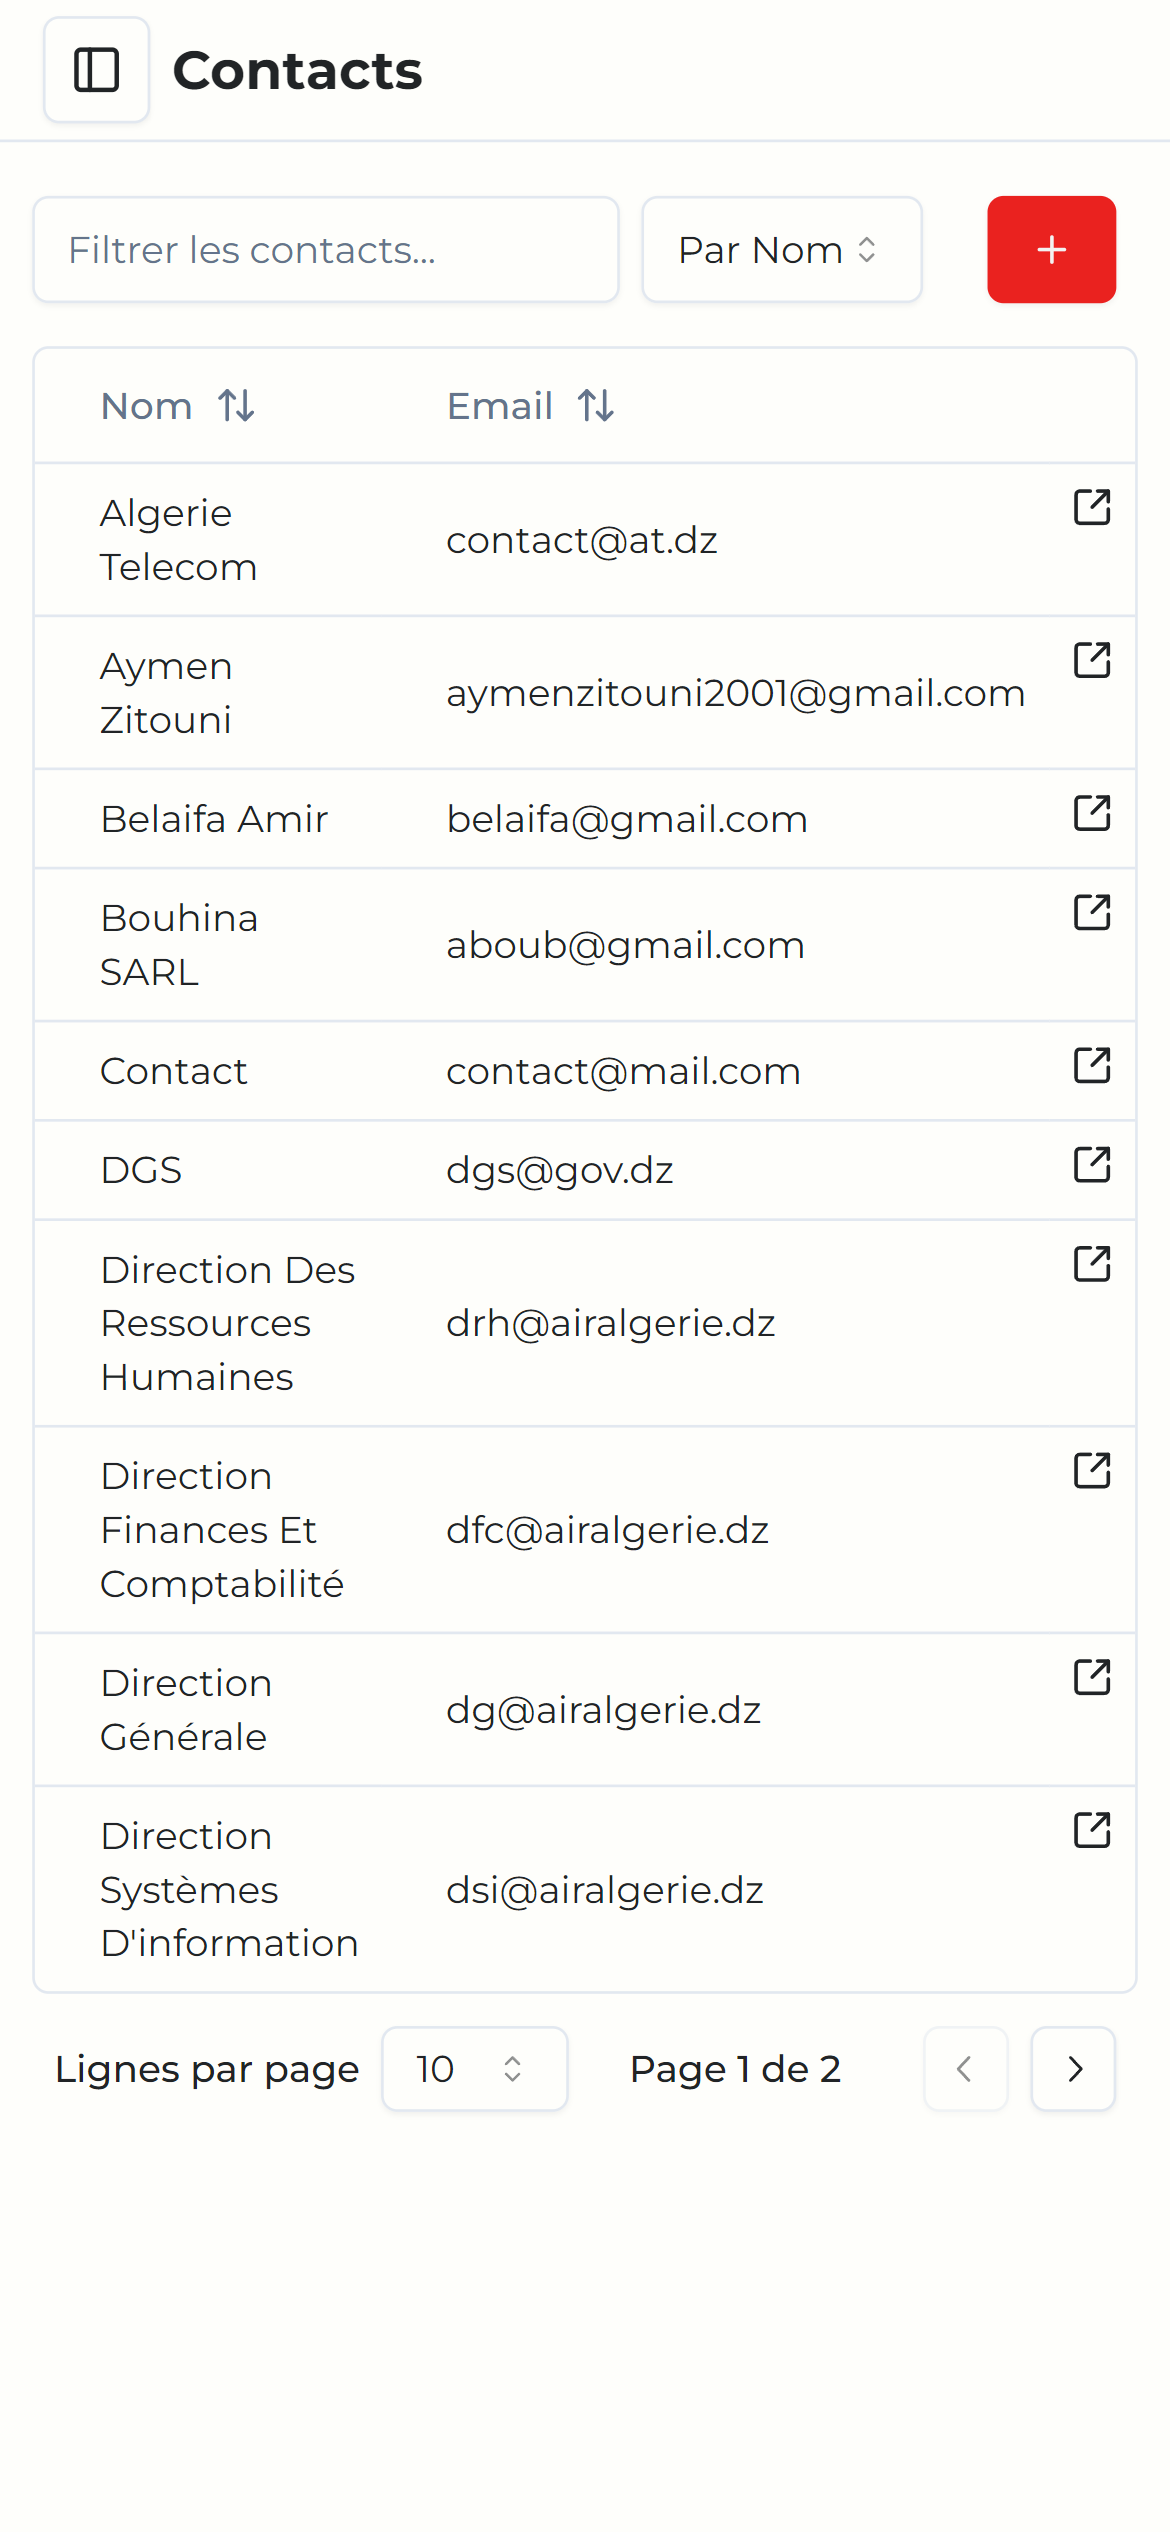 Contacts
Filtrer les contacts...
Par Nom
Nom
Email
Algerie
Telecom
contact@at.dz
Aymen
Zitouni
aymenzitouni2001@gmail.com
Belaifa Amir
belaifa@gmail.com
Bouhina
SARL
aboub@gmail.com
Contact
contact@mail.com
DGS
dgs@gov.dz
Direction Des
Ressources
Humaines
drh@airalgerie.dz
Direction
Finances Et
Comptabilité
dfc@airalgerie.dz
Direction
Générale
dg@airalgerie.dz
Direction
Systèmes
D'information
dsi@airalgerie.dz
Lignes par page
10
Page 1 de 2